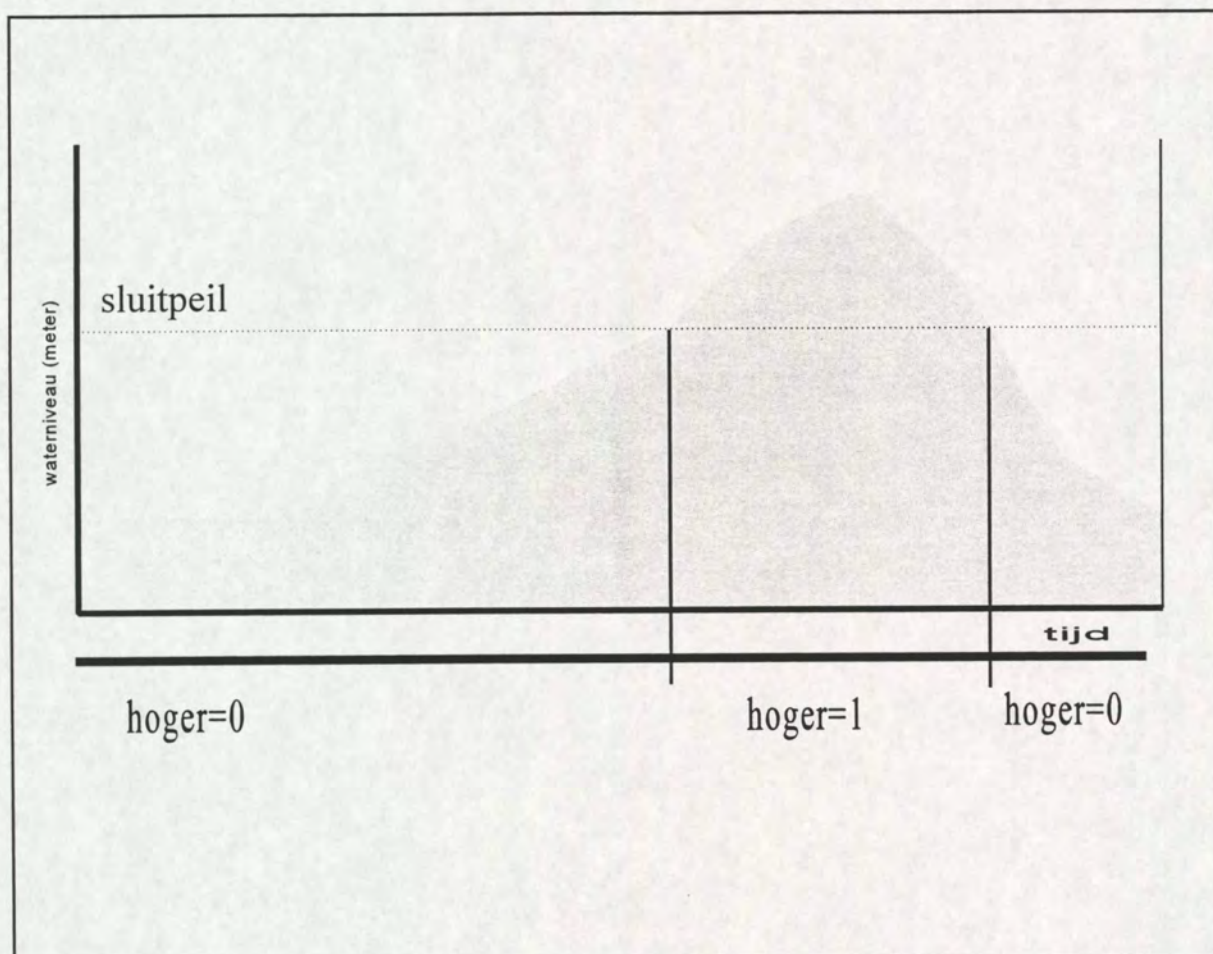 sluitpeil
waterniveau (meter)
tijd
hoger=0
hoger=1
hoger=0